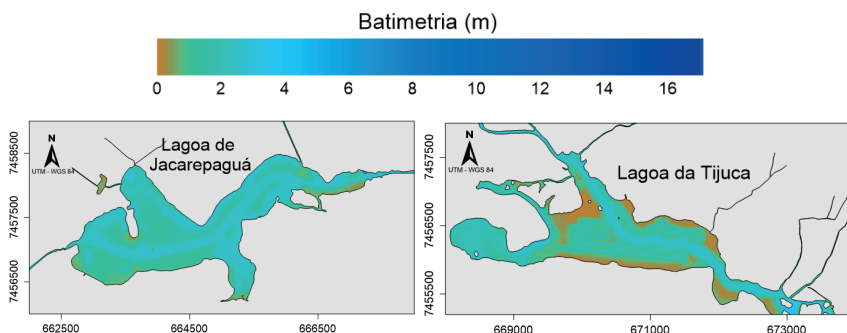 Batimetria (m)
0 2 4 6 8 10 12 14 16
N
UTM - WGS 84
Lagoa de
Jacarepaguá
7458500
7457500
7456500
662500 664500 666500
N
UTM - WGS 84
Lagoa da Tijuca
7457500
7456500
7455500
669000 671000 673000